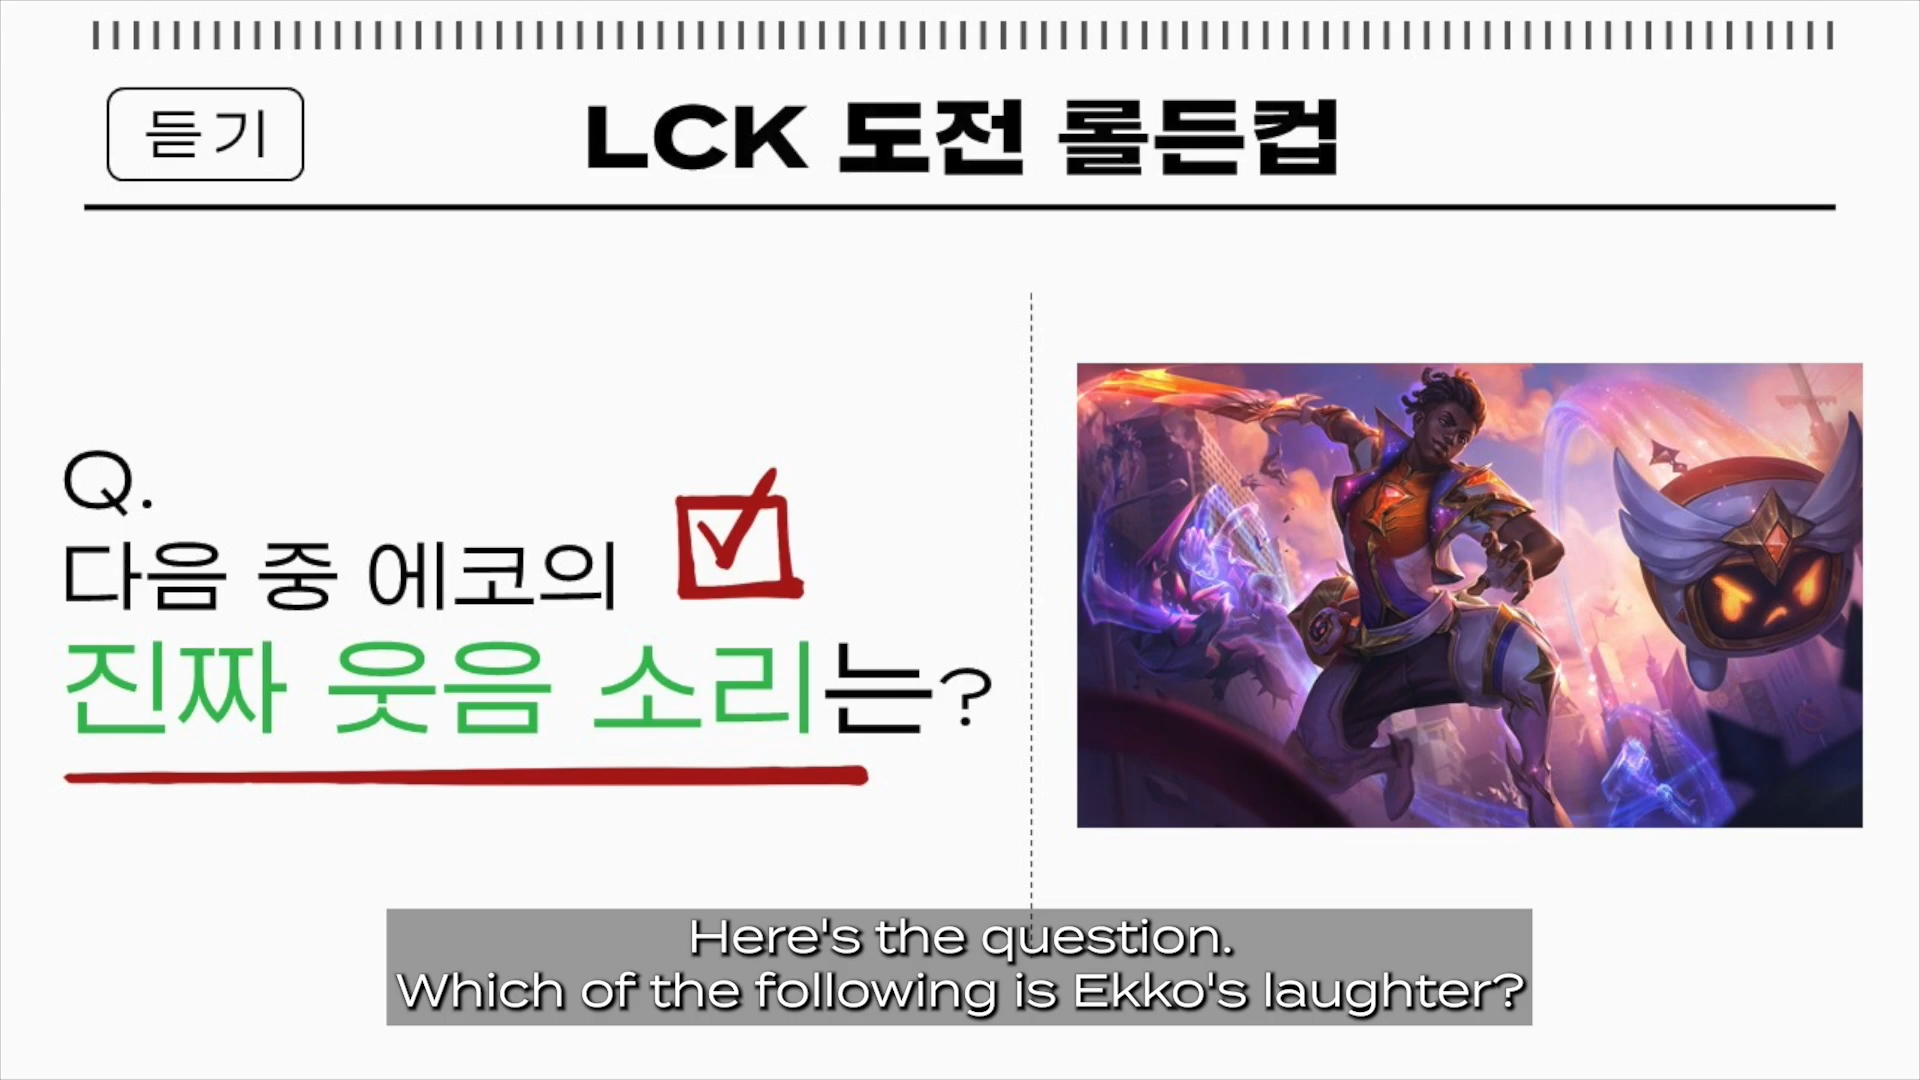 듣기
LCK 도전 롤든컵
Q.
다음 중 에코의
진짜 웃음 소리는?
Here's the question.
Which of the following is Ekko's laughter?